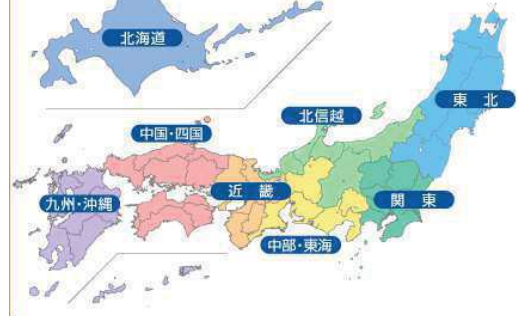 北海道
東北
北信越
中国・四国
近畿
関東
九州・沖縄
中部・東海